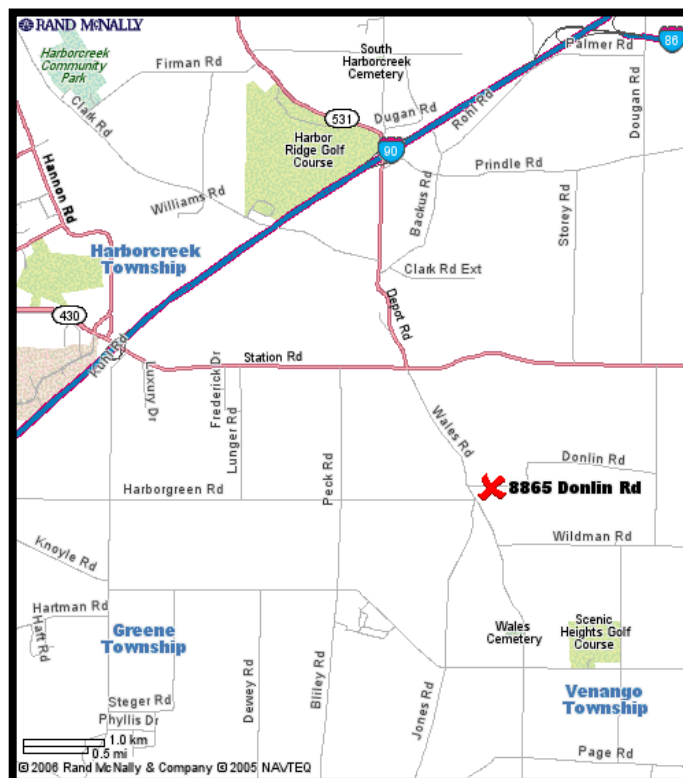 RAND McNALLY
86
Palmer Rd
Harborcreek
Community
Park
Firman Rd
South
Harborcreek
Cemetery
Dougan Rd
Clark Rd
531
Dugan Rd
Rohl Rd
Harbor
Ridge Golf
Course
90
Prindle Rd
Hannon Rd
Williams Rd
Backus Rd
Storey Rd
Harborcreek
Township
Clark Rd Ext
430
Depot Rd
Kuhl Rd
Station Rd
Luxury Dr
Frederick Dr
Lunger Rd
Wales Rd
Donlin Rd
Peck Rd
8865 Donlin Rd
Harborgreen Rd
Wildman Rd
Knoyle Rd
Hartman Rd
Haft Rd
Greene
Township
Wales
Cemetery
Scenic
Heights Golf
Course
Dewey Rd
Bliley Rd
Jones Rd
Steger Rd
Phyllis Dr
Venango
Township
1.0 km
0.5 mi
Page Rd
© 2006 Rand McNally & Company © 2005 NAVTEQ